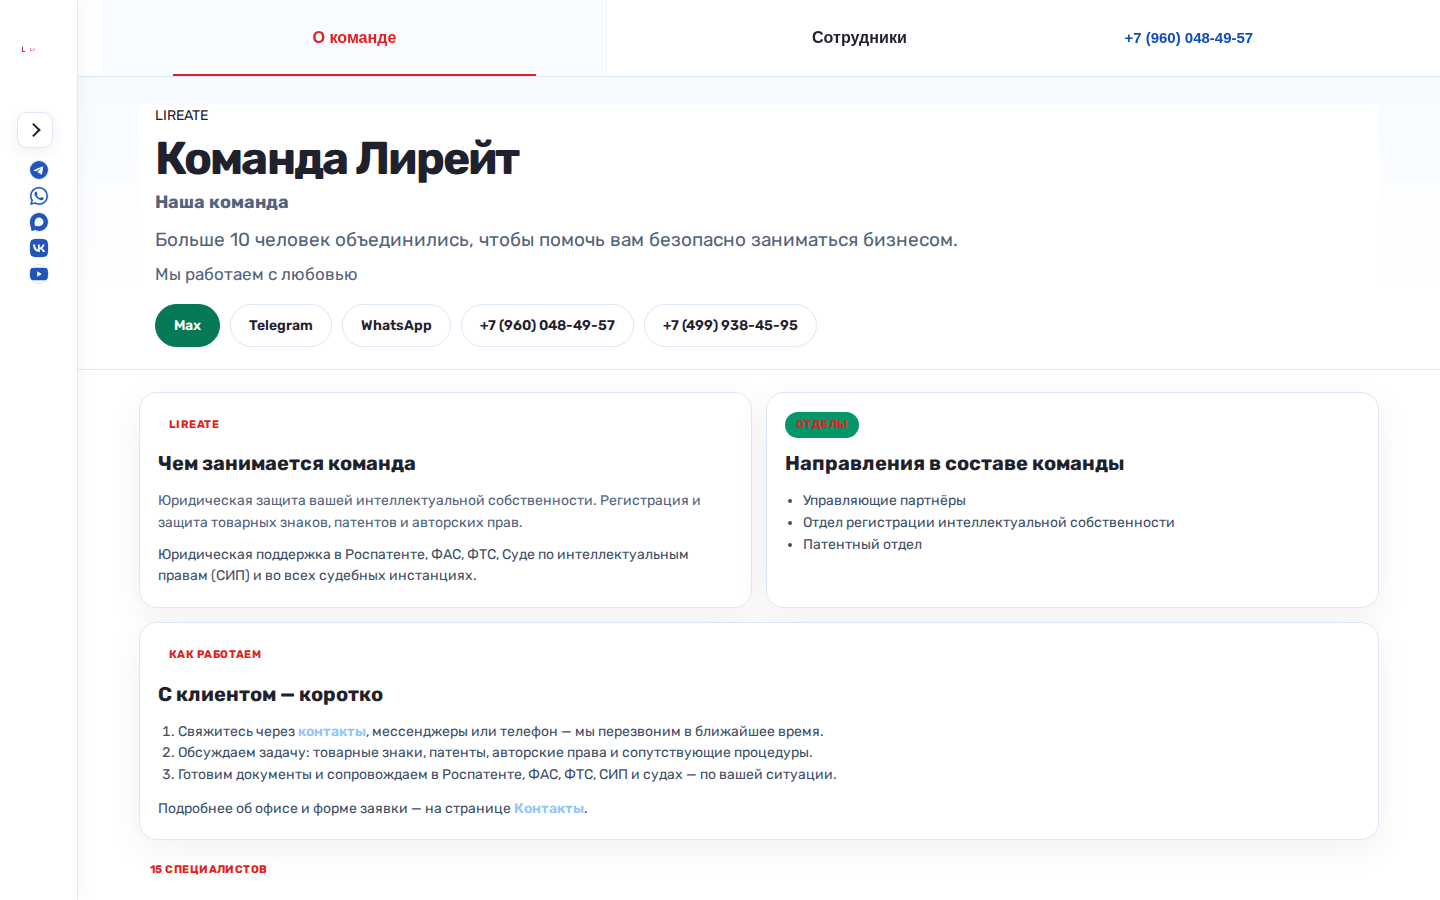 О команде
Сотрудники
+7 (960) 048-49-57
LIREATE
Команда Лирейт
Наша команда
Больше 10 человек объединились, чтобы помочь вам безопасно заниматься бизнесом.
Мы работаем с любовью
Max
Telegram
WhatsApp
+7 (960) 048-49-57
+7 (499) 938-45-95
LIREATE
Чем занимается команда
Юридическая защита вашей интеллектуальной собственности. Регистрация и
защита товарных знаков, патентов и авторских прав.
Юридическая поддержка в Роспатенте, ФАС, ФТС, Суде по интеллектуальным
правам (СИП) и во всех судебных инстанциях.
ОТДЕЛЫ
Направления в составе команды
• Управляющие партнёры
• Отдел регистрации интеллектуальной собственности
• Патентный отдел
КАК РАБОТАЕМ
С клиентом — коротко
1. Свяжитесь через контакты, мессенджеры или телефон — мы перезвоним в ближайшее время.
2. Обсуждаем задачу: товарные знаки, патенты, авторские права и сопутствующие процедуры.
3. Готовим документы и сопровождаем в Роспатенте, ФАС, ФТС, СИП и судах — по вашей ситуации.
Подробнее об офисе и форме заявки — на странице Контакты.
15 СПЕЦИАЛИСТОВ